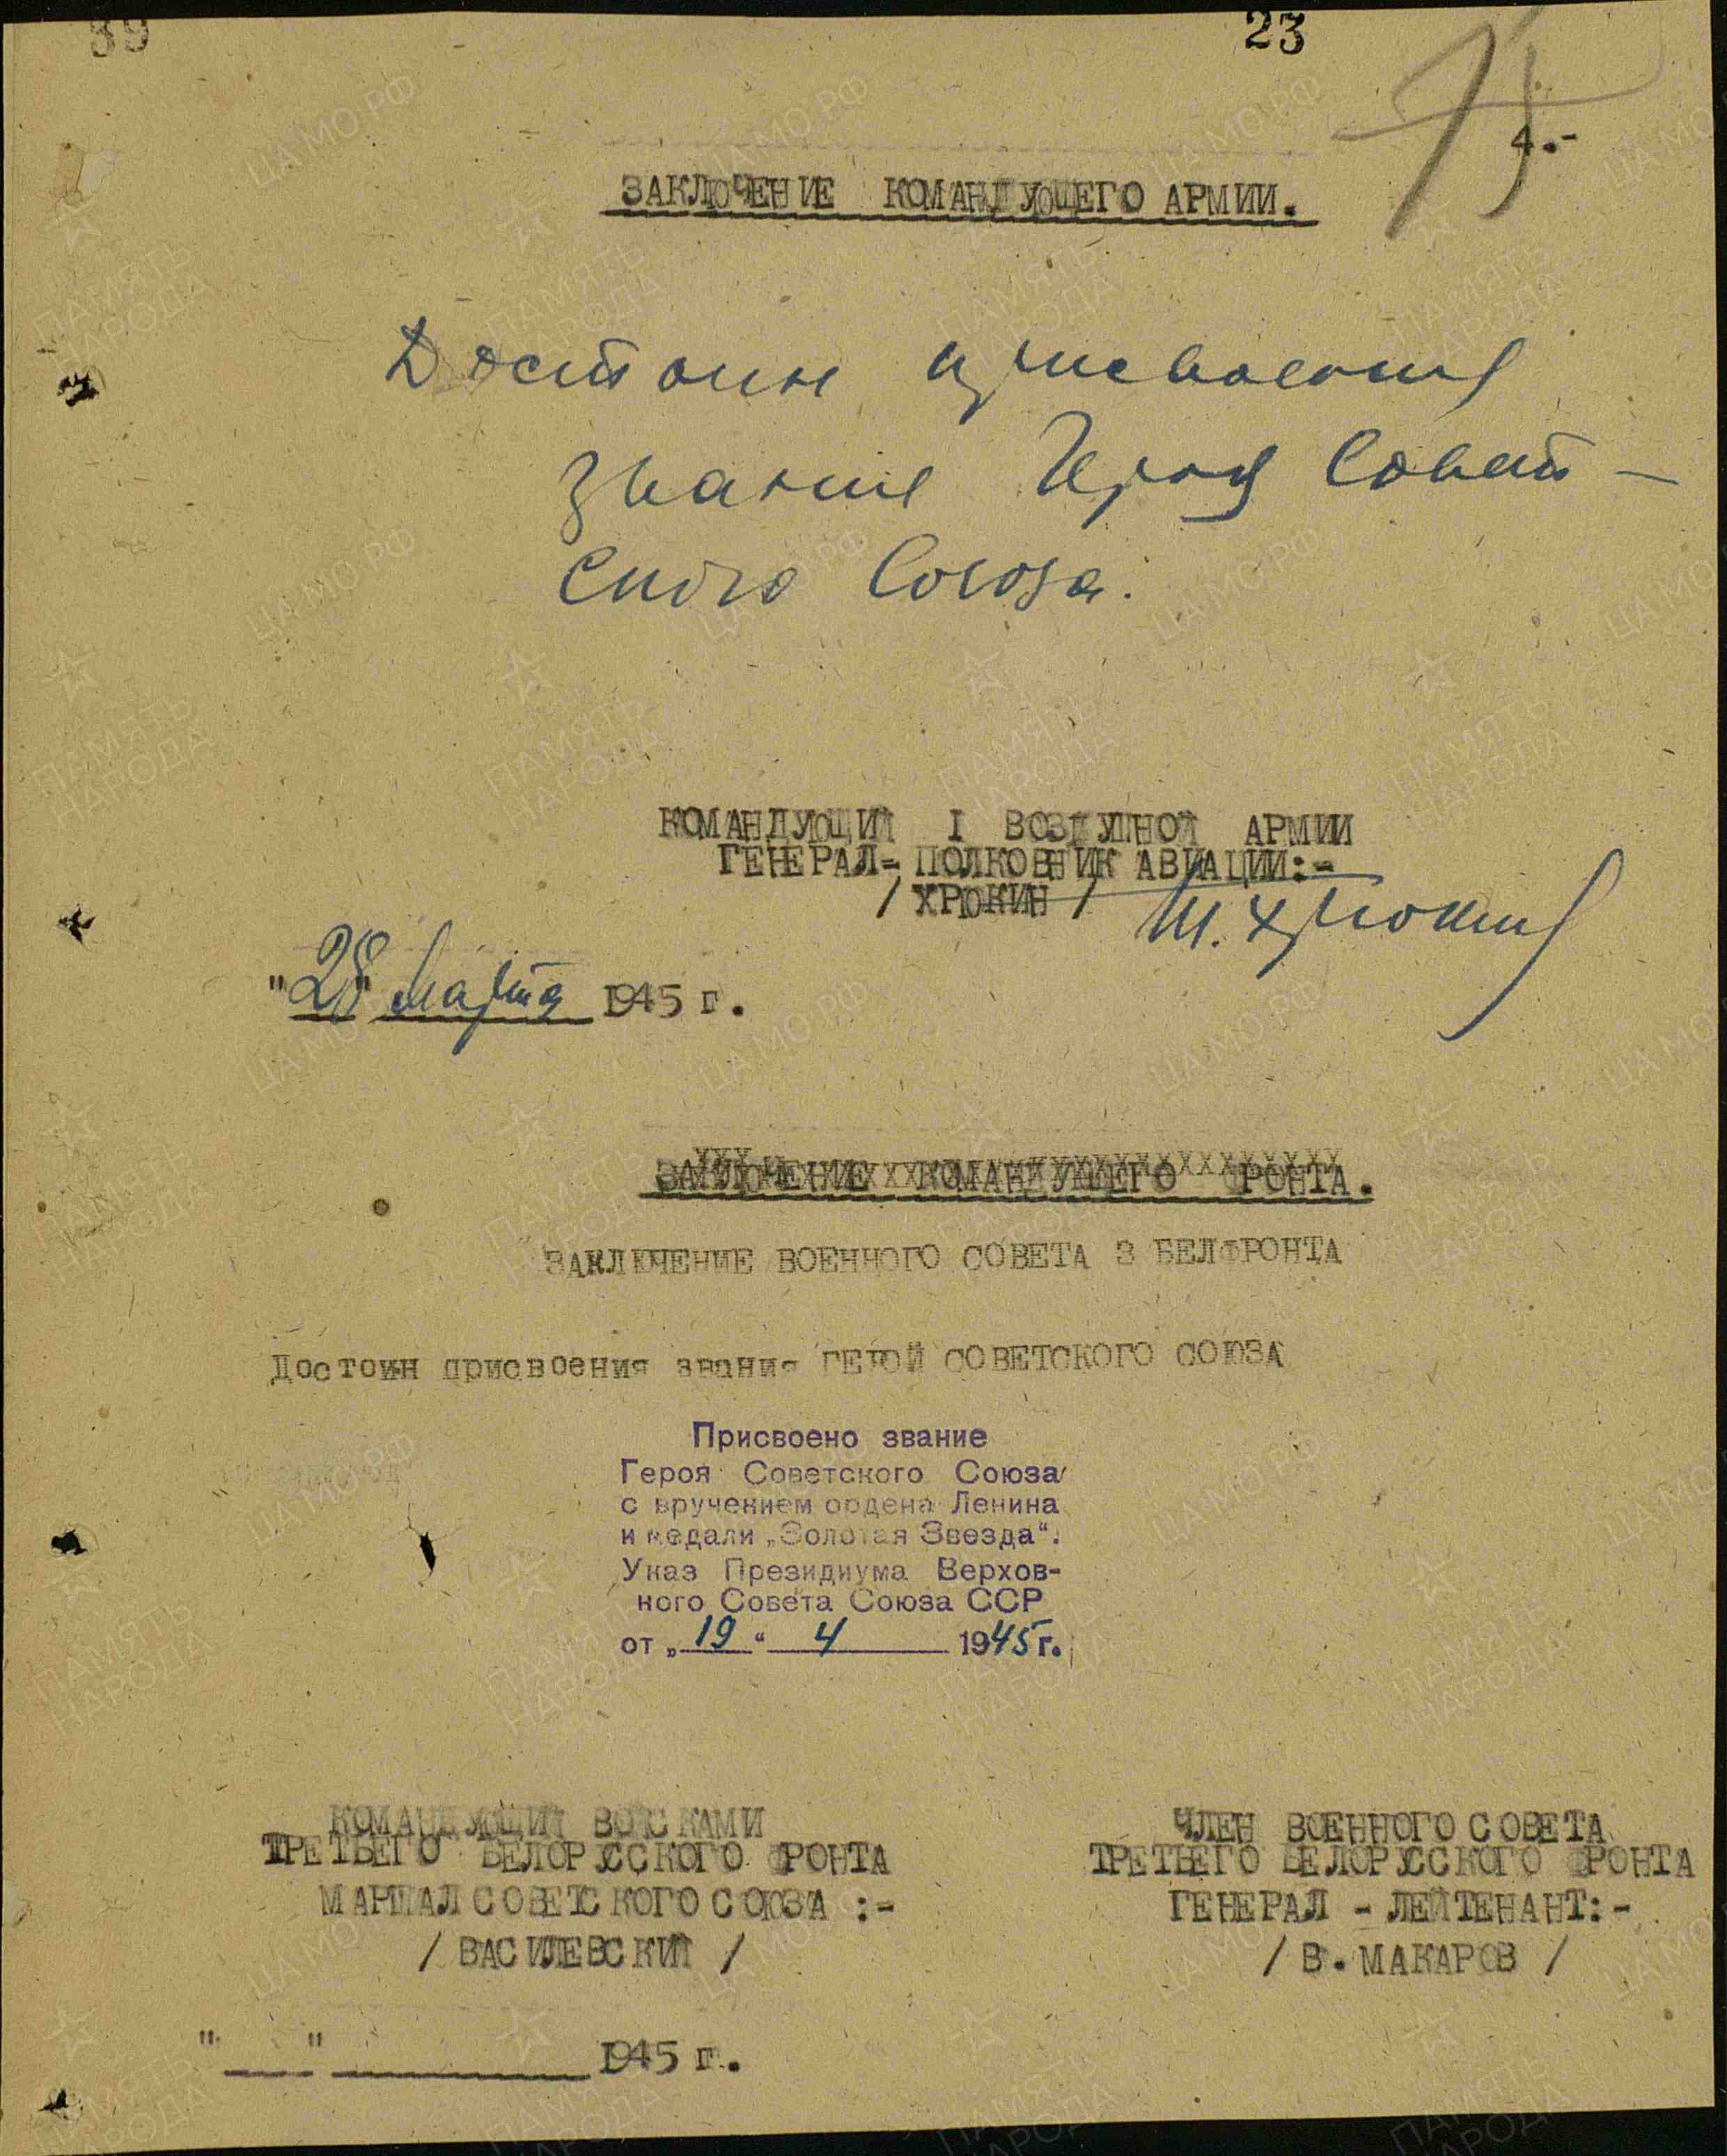 39
23
4.-
ЗАКЛЮЧЕНИЕ КОМАНДУЮЩЕГО АРМИИ.
Достоин присвоения
звания Героя Совет-
ского Союза.
КОМАНДУЮЩИЙ I ВОЗДУШНОЙ АРМИИ
ГЕНЕРАЛ-ПОЛКОВНИК АВИАЦИИ:-
/ ХРЮКИН / Т. Хрюкин
"28" марта 1945 г.
ЗАКЛЮЧЕНИЕ КОМАНДУЮЩЕГО ФРОНТА.
ЗАКЛЮЧЕНИЕ ВОЕННОГО СОВЕТА 3 БЕЛФРОНТА
Достоин присвоения звания ГЕРОЙ СОВЕТСКОГО СОЮЗА
Присвоено звание
Героя Советского Союза
с вручением ордена Ленина
и медали „Золотая Звезда“.
Указ Президиума Верхов-
ного Совета Союза ССР
от „19“ 4 1945 г.
КОМАНДУЮЩИЙ ВОЙСКАМИ
ТРЕТЬЕГО БЕЛОРУССКОГО ФРОНТА
МАРШАЛ СОВЕТСКОГО СОЮЗА :-
/ ВАСИЛЕВСКИЙ /
ЧЛЕН ВОЕННОГО СОВЕТА
ТРЕТЬЕГО БЕЛОРУССКОГО ФРОНТА
ГЕНЕРАЛ - ЛЕЙТЕНАНТ:-
/ В. МАКАРОВ /
" " 1945 г.